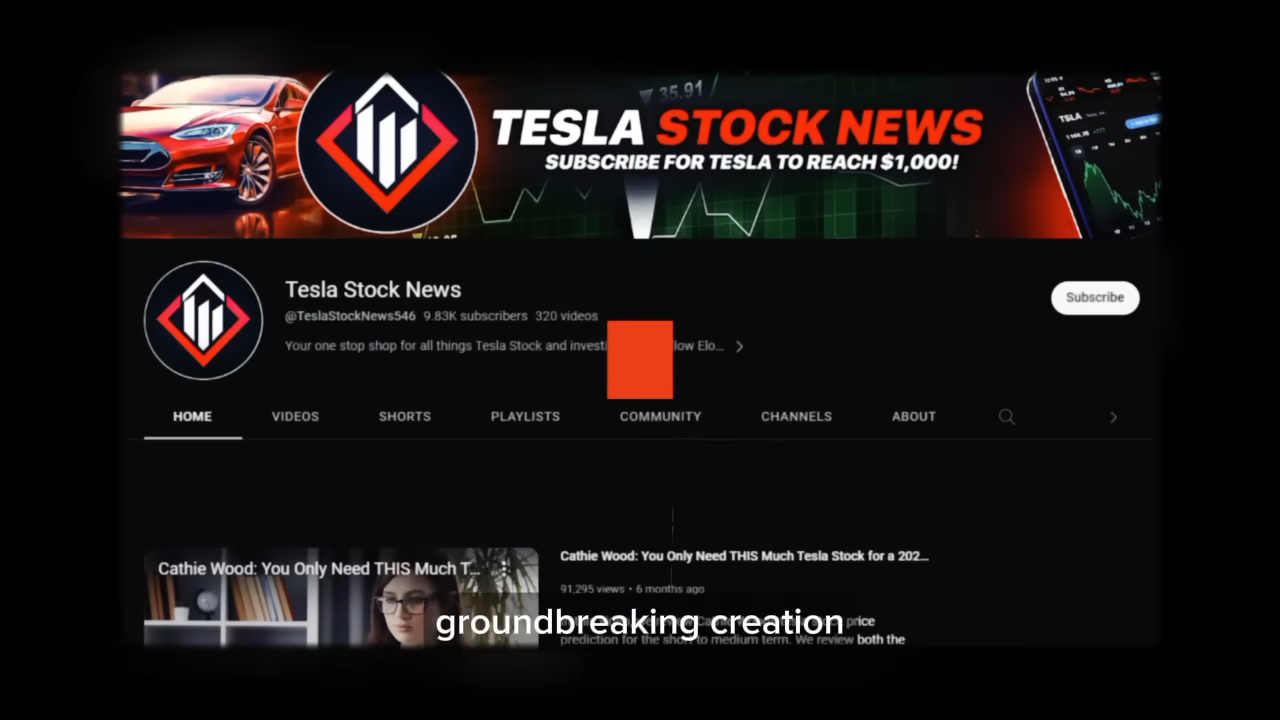 35.91
TESLA STOCK NEWS
SUBSCRIBE FOR TESLA TO REACH $1,000!
TSLA
Tesla Stock News
Subscribe
@TeslaStockNews546 9.83K subscribers 320 videos
Your one stop shop for all things Tesla Stock and investi low Elo...
HOME VIDEOS SHORTS PLAYLISTS COMMUNITY CHANNELS ABOUT
Cathie Wood: You Only Need THIS Much T...
Cathie Wood: You Only Need THIS Much Tesla Stock for a 202...
91,295 views • 6 months ago
price
groundbreaking creation
prediction for the short to medium term. We review both the